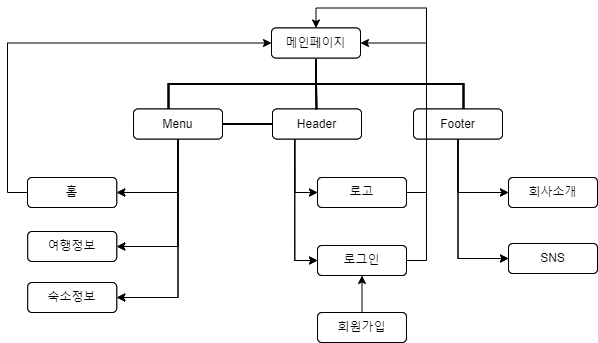 메인페이지
Menu
Header
Footer
홈
로고
회사소개
여행정보
로그인
SNS
숙소정보
회원가입